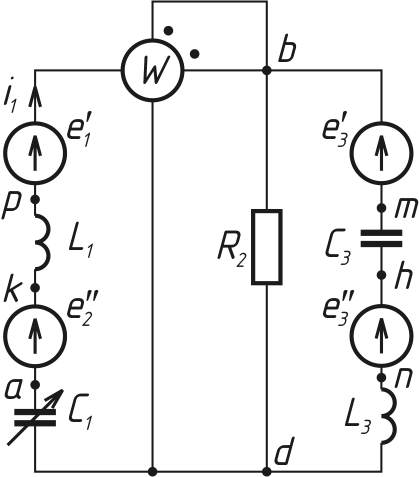 W
b
i₁
e′₁
e′₃
p
m
L₁
R₂
C₃
k
h
e″₂
e″₃
a
n
C₁
L₃
d